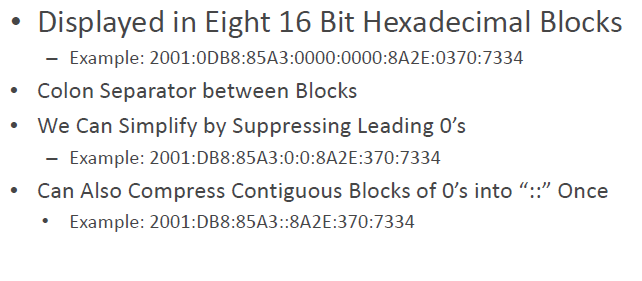 • Displayed in Eight 16 Bit Hexadecimal Blocks
– Example: 2001:0DB8:85A3:0000:0000:8A2E:0370:7334
• Colon Separator between Blocks
• We Can Simplify by Suppressing Leading 0’s
– Example: 2001:DB8:85A3:0:0:8A2E:370:7334
• Can Also Compress Contiguous Blocks of 0’s into “::” Once
• Example: 2001:DB8:85A3::8A2E:370:7334